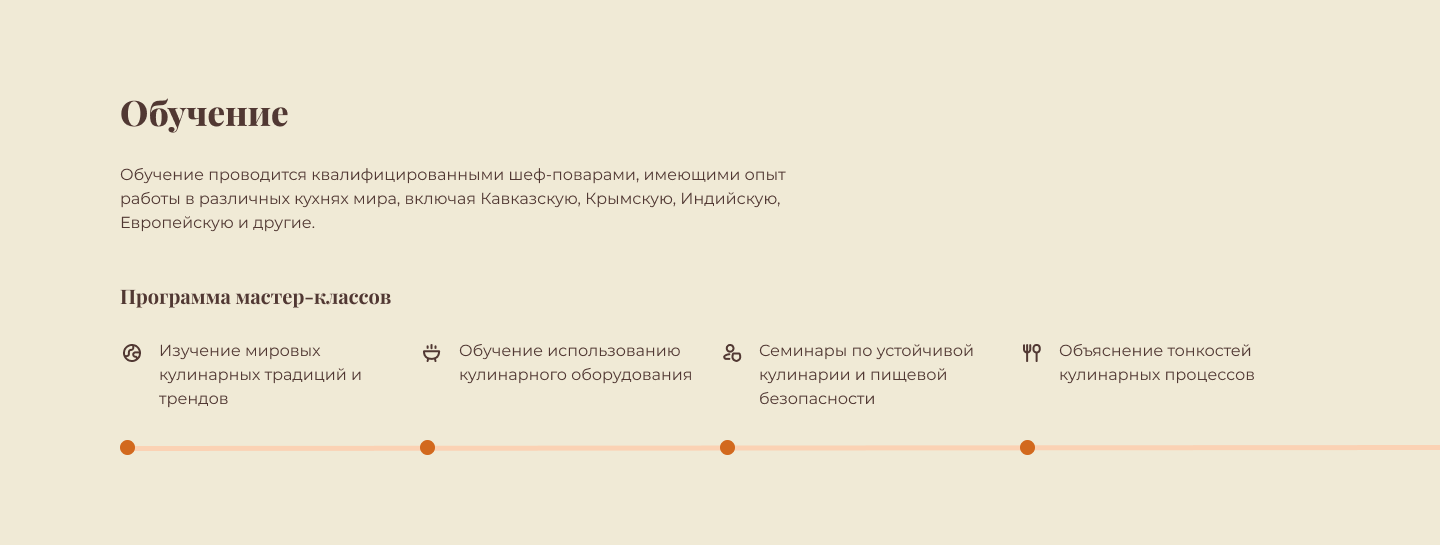 Обучение
Обучение проводится квалифицированными шеф-поварами, имеющими опыт
работы в различных кухнях мира, включая Кавказскую, Крымскую, Индийскую,
Европейскую и другие.
Программа мастер-классов
Изучение мировых
кулинарных традиций и
трендов
Обучение использованию
кулинарного оборудования
Семинары по устойчивой
кулинарии и пищевой
безопасности
Объяснение тонкостей
кулинарных процессов